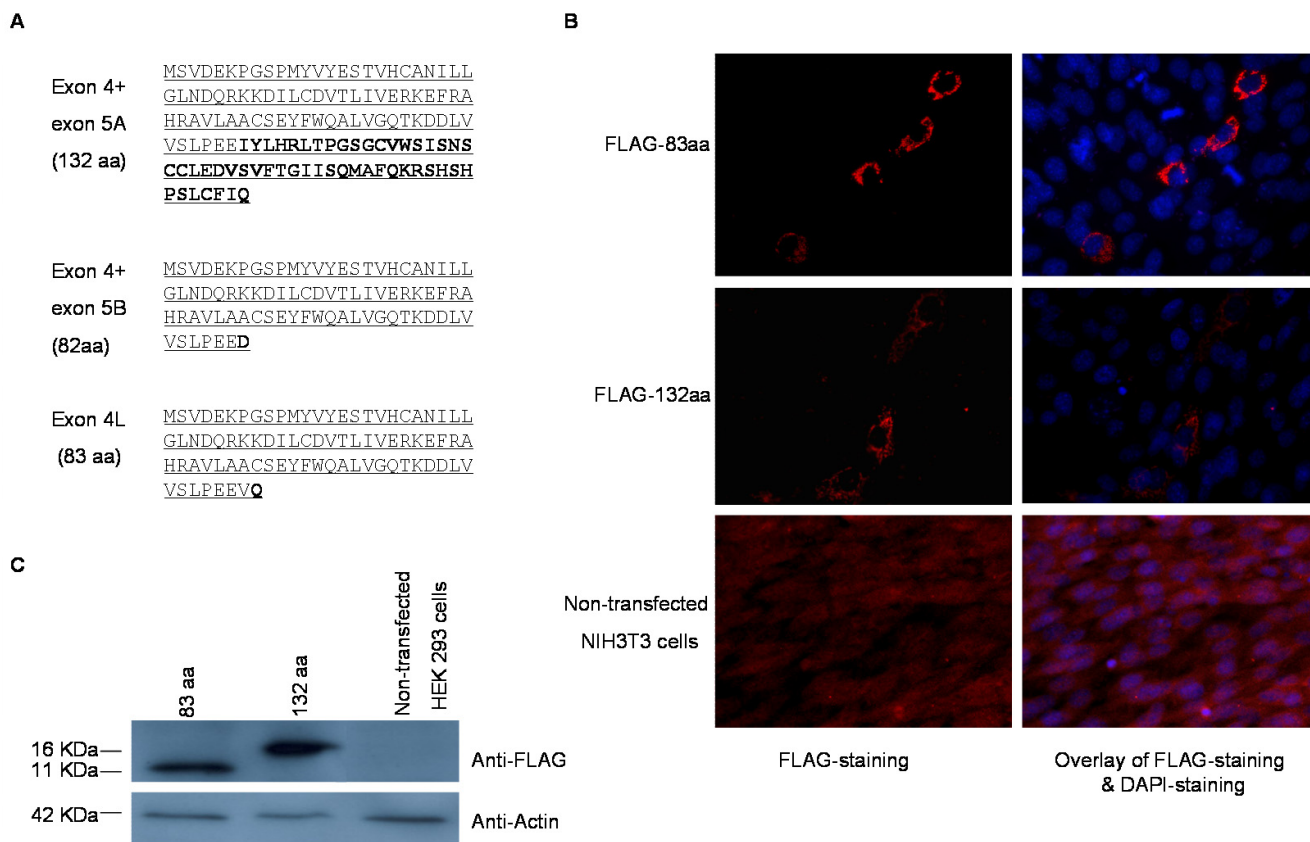 A
Exon 4+
exon 5A
(132 aa)
MSVDEKPGSPMYVYESTVHCANILL
GLNDQRKKDILCDVTLIVERKEFRA
HRAVLAACSEYFWQALVGQTKDDLV
VSLPEEIYLHRLTPGSGCVWSISNS
CCLEDVSVFTGIISQMAFQKRSHSH
PSLCFIQ
Exon 4+
exon 5B
(82aa)
MSVDEKPGSPMYVYESTVHCANILL
GLNDQRKKDILCDVTLIVERKEFRA
HRAVLAACSEYFWQALVGQTKDDLV
VSLPEED
Exon 4L
(83 aa)
MSVDEKPGSPMYVYESTVHCANILL
GLNDQRKKDILCDVTLIVERKEFRA
HRAVLAACSEYFWQALVGQTKDDLV
VSLPEEVQ
B
FLAG-83aa
FLAG-132aa
Non-transfected
NIH3T3 cells
FLAG-staining
Overlay of FLAG-staining
& DAPI-staining
C
83 aa
132 aa
Non-transfected
HEK 293 cells
16 KDa
11 KDa
Anti-FLAG
42 KDa
Anti-Actin